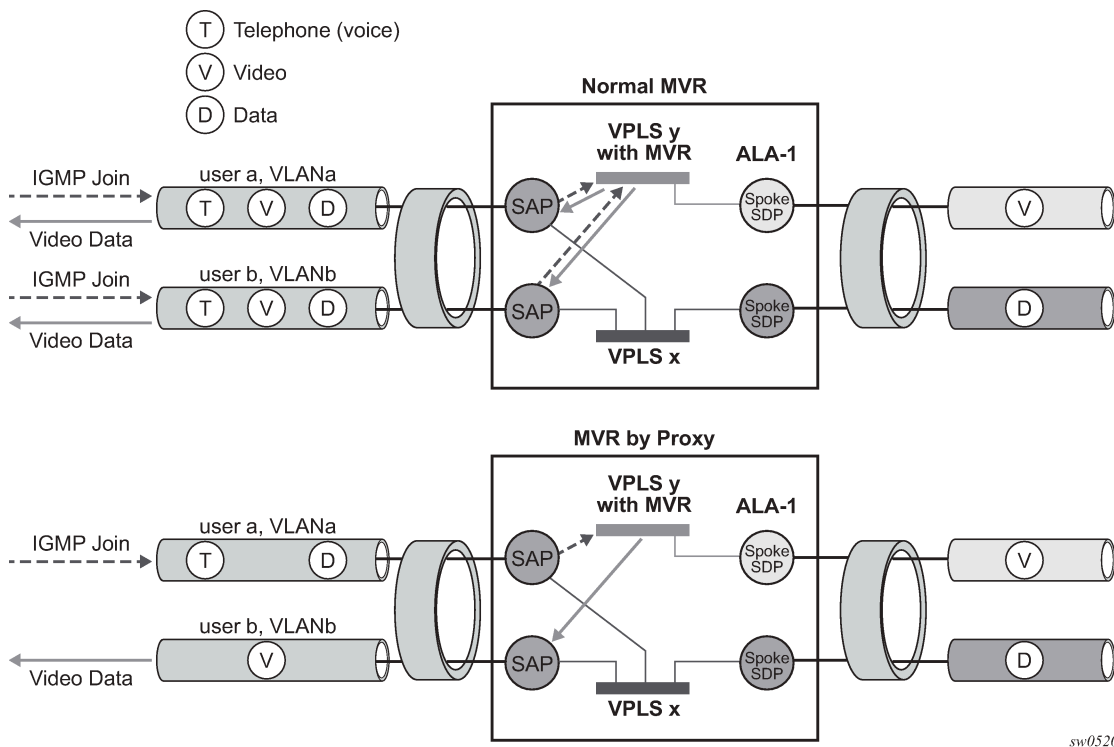 T Telephone (voice)
V Video
D Data
Normal MVR
VPLS y
with MVR
ALA-1
IGMP Join
user a, VLANa
T V D
Video Data
SAP
Spoke
SDP
V
IGMP Join
user b, VLANb
T V D
Video Data
SAP
Spoke
SDP
D
VPLS x
MVR by Proxy
VPLS y
with MVR
ALA-1
user a, VLANa
IGMP Join
T D
SAP
Spoke
SDP
V
user b, VLANb
V
Video Data
SAP
Spoke
SDP
D
VPLS x